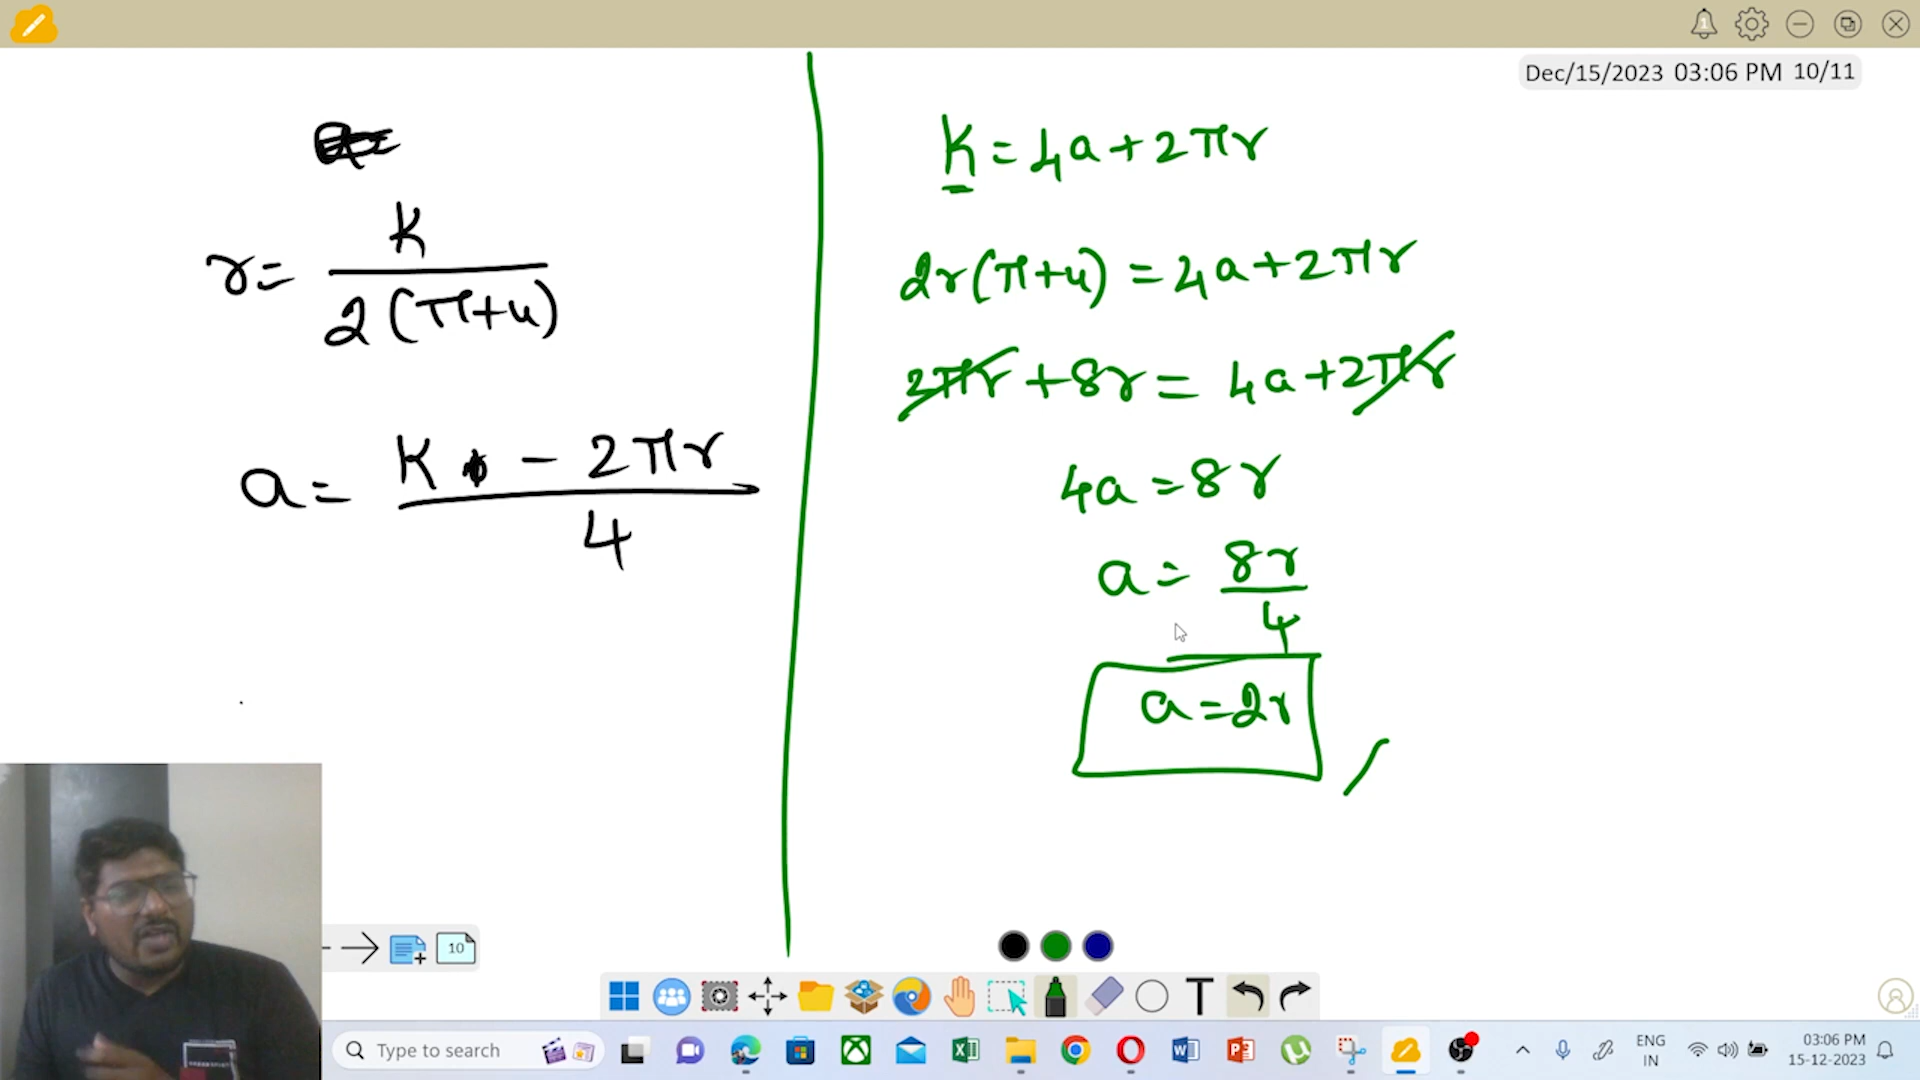 Dec/15/2023 03:06 PM 10/11
r = K / 2(π+4)
a = K - 2πr / 4
K = 4a + 2πr
2r(π+4) = 4a + 2πr
2πr + 8r = 4a + 2πr
4a = 8r
a = 8r / 4
a = 2r
10
T
Type to search
ENG
IN
03:06 PM
15-12-2023